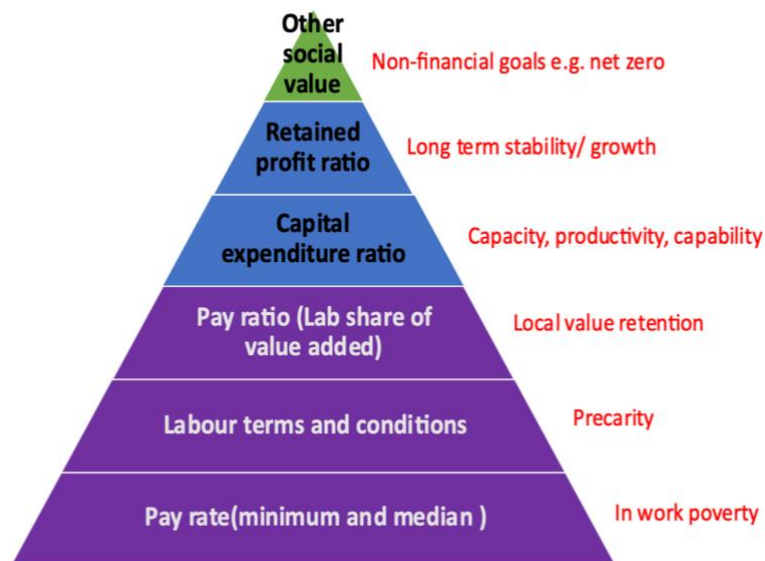 Other
social
value
Non-financial goals e.g. net zero
Retained
profit ratio
Long term stability/ growth
Capital
expenditure ratio
Capacity, productivity, capability
Pay ratio (Lab share of
value added)
Local value retention
Labour terms and conditions
Precarity
Pay rate(minimum and median )
In work poverty